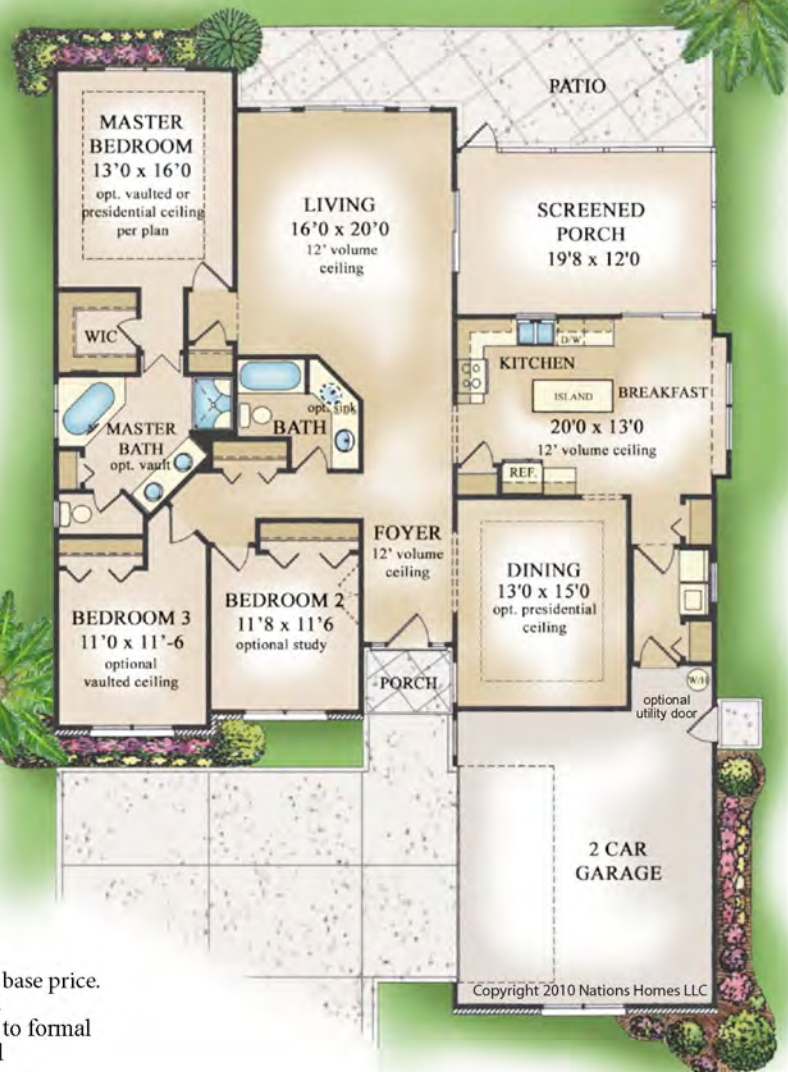 PATIO
MASTER
BEDROOM
13'0 x 16'0
opt. vaulted or
presidential ceiling
per plan
LIVING
16'0 x 20'0
12' volume
ceiling
SCREENED
PORCH
19'8 x 12'0
WIC
D/W
KITCHEN
ISLAND
BREAKFAST
20'0 x 13'0
12' volume ceiling
REF.
opt. sink
BATH
MASTER
BATH
opt. vault
FOYER
12' volume
ceiling
DINING
13'0 x 15'0
opt. presidential
ceiling
BEDROOM 3
11'0 x 11'-6
optional
vaulted ceiling
BEDROOM 2
11'8 x 11'6
optional study
PORCH
W/H
optional
utility door
2 CAR
GARAGE
Copyright 2010 Nations Homes LLC
base price.
to formal